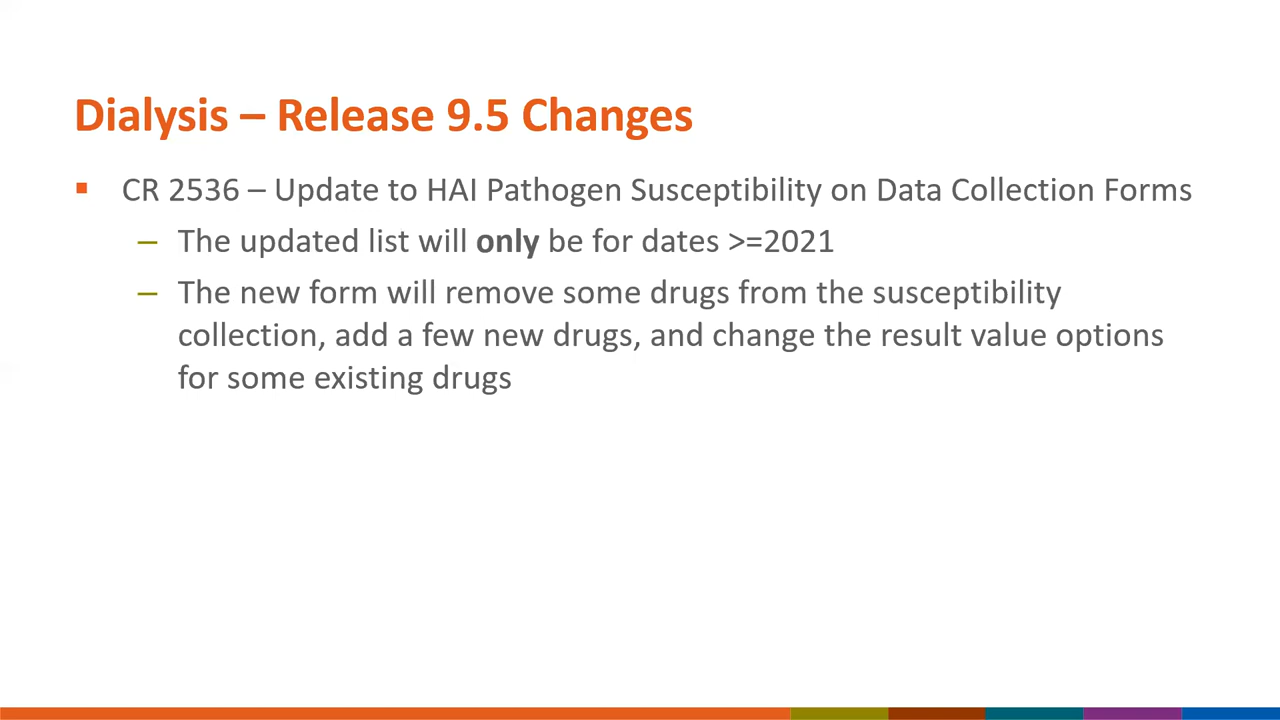 Dialysis – Release 9.5 Changes
▪ CR 2536 – Update to HAI Pathogen Susceptibility on Data Collection Forms
– The updated list will only be for dates >=2021
– The new form will remove some drugs from the susceptibility
collection, add a few new drugs, and change the result value options
for some existing drugs